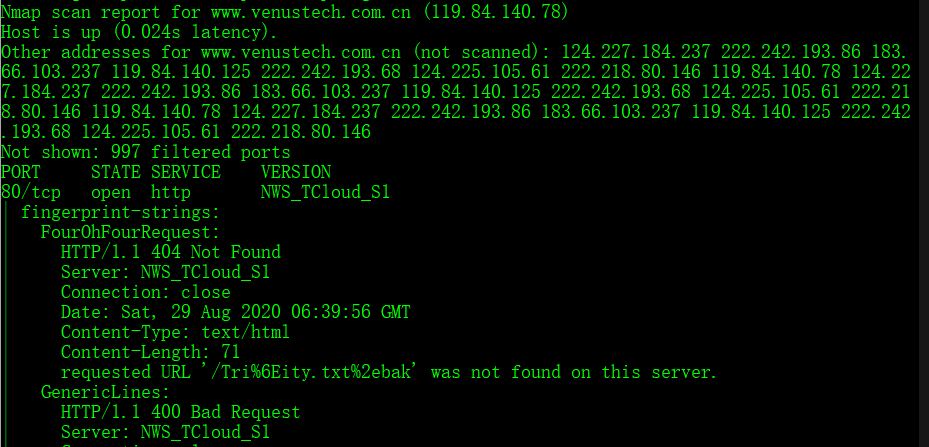 Nmap scan report for www.venustech.com.cn (119.84.140.78)
Host is up (0.024s latency).
Other addresses for www.venustech.com.cn (not scanned): 124.227.184.237 222.242.193.86 183.
66.103.237 119.84.140.125 222.242.193.68 124.225.105.61 222.218.80.146 119.84.140.78 124.22
7.184.237 222.242.193.86 183.66.103.237 119.84.140.125 222.242.193.68 124.225.105.61 222.21
8.80.146 119.84.140.78 124.227.184.237 222.242.193.86 183.66.103.237 119.84.140.125 222.242
.193.68 124.225.105.61 222.218.80.146
Not shown: 997 filtered ports
PORT STATE SERVICE VERSION
80/tcp open http NWS_TCloud_S1
| fingerprint-strings:
| FourOhFourRequest:
| HTTP/1.1 404 Not Found
| Server: NWS_TCloud_S1
| Connection: close
| Date: Sat, 29 Aug 2020 06:39:56 GMT
| Content-Type: text/html
| Content-Length: 71
| requested URL '/Tri%6Eity.txt%2ebak' was not found on this server.
| GenericLines:
| HTTP/1.1 400 Bad Request
| Server: NWS_TCloud_S1